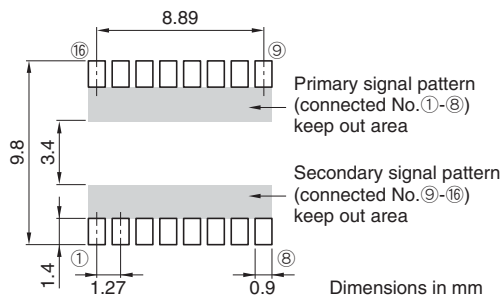 8.89
⑯
⑨
Primary signal pattern
(connected No.①-⑧)
keep out area
9.8
3.4
Secondary signal pattern
(connected No.⑨-⑯)
keep out area
①
⑧
1.4
1.27
0.9
Dimensions in mm